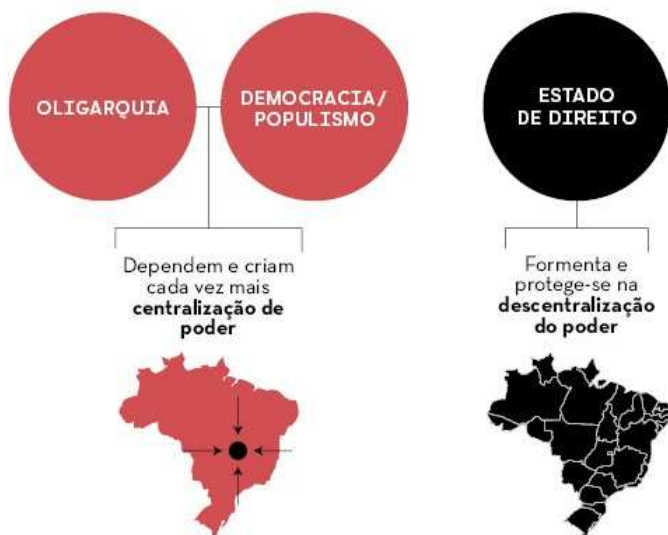 OLIGARQUIA
DEMOCRACIA/
POPULISMO
ESTADO
DE DIREITO
Dependem e criam
cada vez mais
centralização de
poder
Formenta e
protege-se na
descentralização
do poder